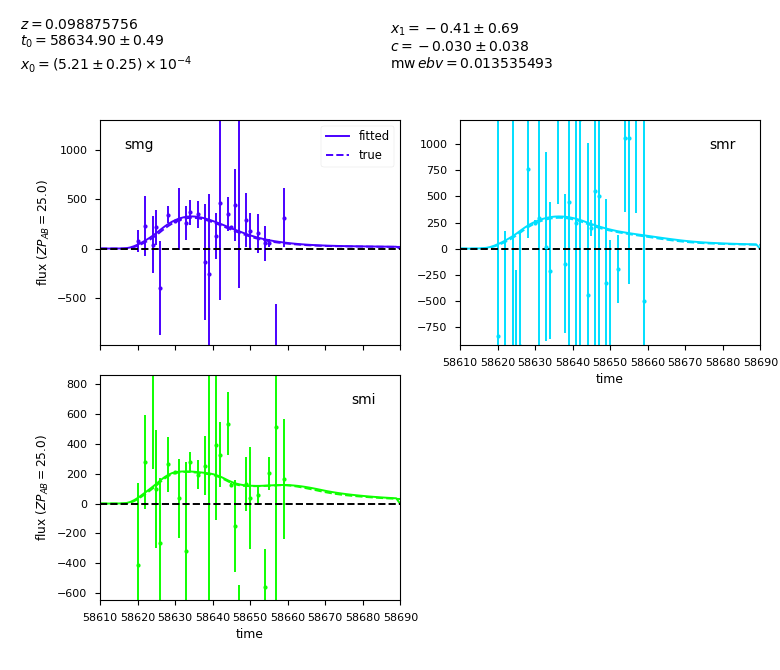 z = 0.098875756
t₀ = 58634.90 ± 0.49
x₀ = (5.21 ± 0.25) × 10⁻⁴
x₁ = −0.41 ± 0.69
c = −0.030 ± 0.038
mw ebv = 0.013535493
smg
fitted
true
1000
500
0
−500
flux (ZP_AB = 25.0)
smr
1000
750
500
250
0
−250
−500
−750
58610 58620 58630 58640 58650 58660 58670 58680 58690
time
smi
800
600
400
200
0
−200
−400
−600
flux (ZP_AB = 25.0)
58610 58620 58630 58640 58650 58660 58670 58680 58690
time